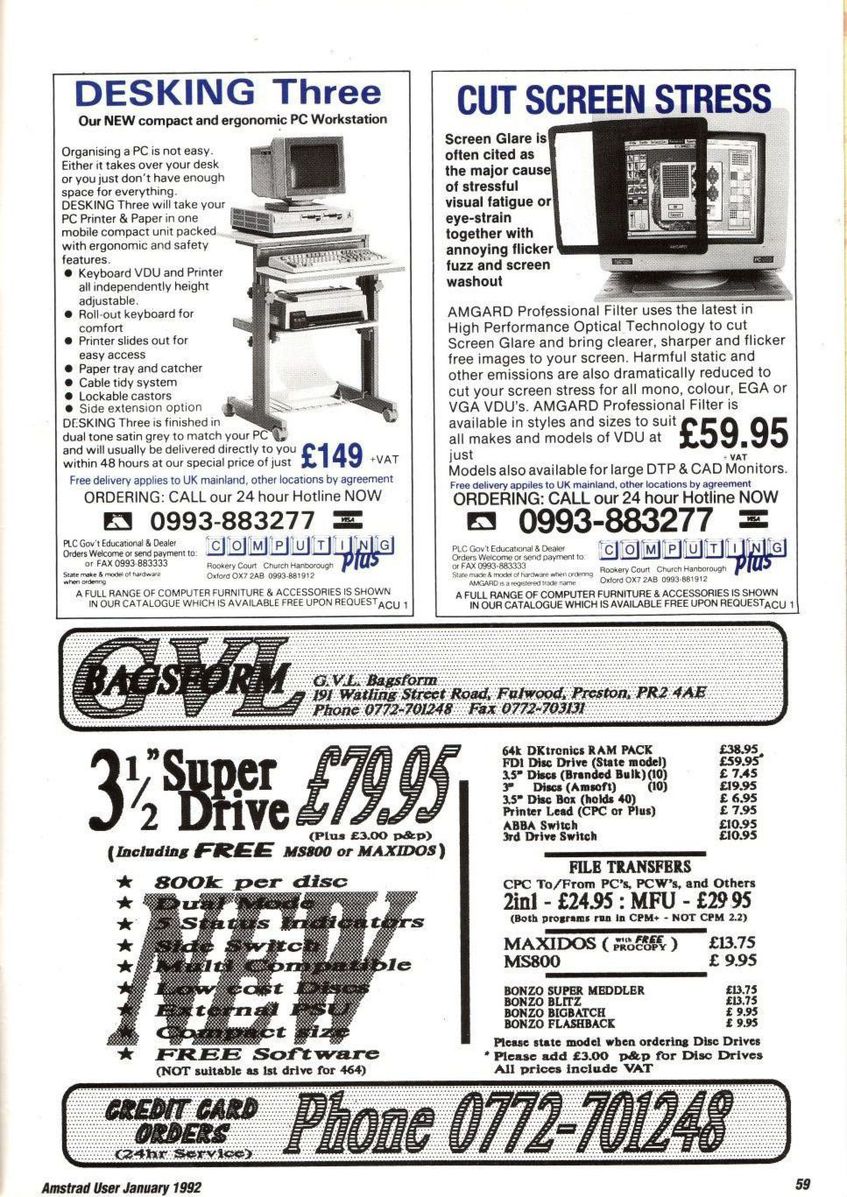 DESKING Three
Our NEW compact and ergonomic PC Workstation
Organising a PC is not easy.
Either it takes over your desk
or you just don't have enough
space for everything.
DESKING Three will take your
PC Printer & Paper in one
mobile compact unit packed
with ergonomic and safety
features.
● Keyboard VDU and Printer
all independently height
adjustable.
● Roll-out keyboard for
comfort
● Printer slides out for
easy access
● Paper tray and catcher
● Cable tidy system
● Lockable castors
● Side extension option
DESKING Three is finished in
dual tone satin grey to match your PC
and will usually be delivered directly to you
within 48 hours at our special price of just £149 +VAT
Free delivery applies to UK mainland, other locations by agreement
ORDERING: CALL our 24 hour Hotline NOW
0993-883277 VISA
PLC Gov't Educational & Dealer
Orders Welcome or send payment to:
or FAX 0993-883333
State make & model of hardware
when ordering
COMPUTING plus
Rookery Court Church Hanborough
Oxford OX7 2AB 0993-881912
A FULL RANGE OF COMPUTER FURNITURE & ACCESSORIES IS SHOWN
IN OUR CATALOGUE WHICH IS AVAILABLE FREE UPON REQUEST ACU 1
CUT SCREEN STRESS
Screen Glare is
often cited as
the major cause
of stressful
visual fatigue or
eye-strain
together with
annoying flicker
fuzz and screen
washout
AMGARD
AMGARD Professional Filter uses the latest in
High Performance Optical Technology to cut
Screen Glare and bring clearer, sharper and flicker
free images to your screen. Harmful static and
other emissions are also dramatically reduced to
cut your screen stress for all mono, colour, EGA or
VGA VDU's. AMGARD Professional Filter is
available in styles and sizes to suit
all makes and models of VDU at
just £59.95 + VAT
Models also available for large DTP & CAD Monitors.
Free delivery applies to UK mainland, other locations by agreement
ORDERING: CALL our 24 hour Hotline NOW
0993-883277 VISA
PLC Gov't Educational & Dealer
Orders Welcome or send payment to:
or FAX 0993-883333
State made & model of hardware when ordering
AMGARD is a registered trade name
COMPUTING plus
Rookery Court Church Hanborough
Oxford OX7 2AB 0993-881912
A FULL RANGE OF COMPUTER FURNITURE & ACCESSORIES IS SHOWN
IN OUR CATALOGUE WHICH IS AVAILABLE FREE UPON REQUEST ACU 1
GVL
BAGSFORM
G.V.L. Bagsform
191 Watling Street Road, Fulwood, Preston, PR2 4AE
Phone 0772-701248 Fax 0772-703131
3½" Super Drive £79.95
(Plus £3.00 p&p)
(Including FREE MS800 or MAXIDOS)
NEW
★ 800k per disc
★ Dual Mode
★ 5 Status Indicators
★ Side Switch
★ Multi Compatible
★ Low cost Discs
★ External PSU
★ Compact size
★ FREE Software
(NOT suitable as 1st drive for 464)
64k DKtronics RAM PACK £38.95
FD1 Disc Drive (State model) £59.95*
3.5" Discs (Branded Bulk)(10) £ 7.45
3" Discs (Amsoft) (10) £19.95
3.5" Disc Box (holds 40) £ 6.95
Printer Lead (CPC or Plus) £ 7.95
ABBA Switch £10.95
3rd Drive Switch £10.95
FILE TRANSFERS
CPC To/From PC's, PCW's, and Others
2in1 - £24.95 : MFU - £29 95
(Both programs run in CPM+ - NOT CPM 2.2)
MAXIDOS ( with FREE PROCOPY ) £13.75
MS800 £ 9.95
BONZO SUPER MEDDLER £13.75
BONZO BLITZ £13.75
BONZO BIGBATCH £ 9.95
BONZO FLASHBACK £ 9.95
Please state model when ordering Disc Drives
* Please add £3.00 p&p for Disc Drives
All prices include VAT
CREDIT CARD
ORDERS
(24hr Service)
Phone 0772-701248
Amstrad User January 1992
59